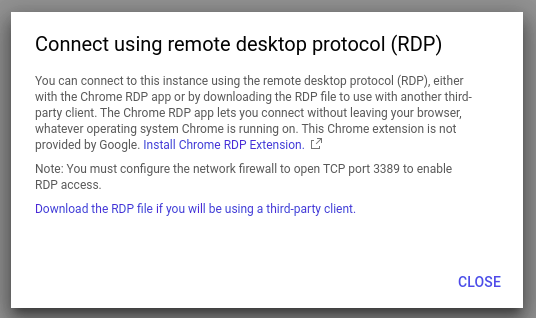 Connect using remote desktop protocol (RDP)
You can connect to this instance using the remote desktop protocol (RDP), either
with the Chrome RDP app or by downloading the RDP file to use with another third-
party client. The Chrome RDP app lets you connect without leaving your browser,
whatever operating system Chrome is running on. This Chrome extension is not
provided by Google. Install Chrome RDP Extension.
Note: You must configure the network firewall to open TCP port 3389 to enable
RDP access.
Download the RDP file if you will be using a third-party client.
CLOSE